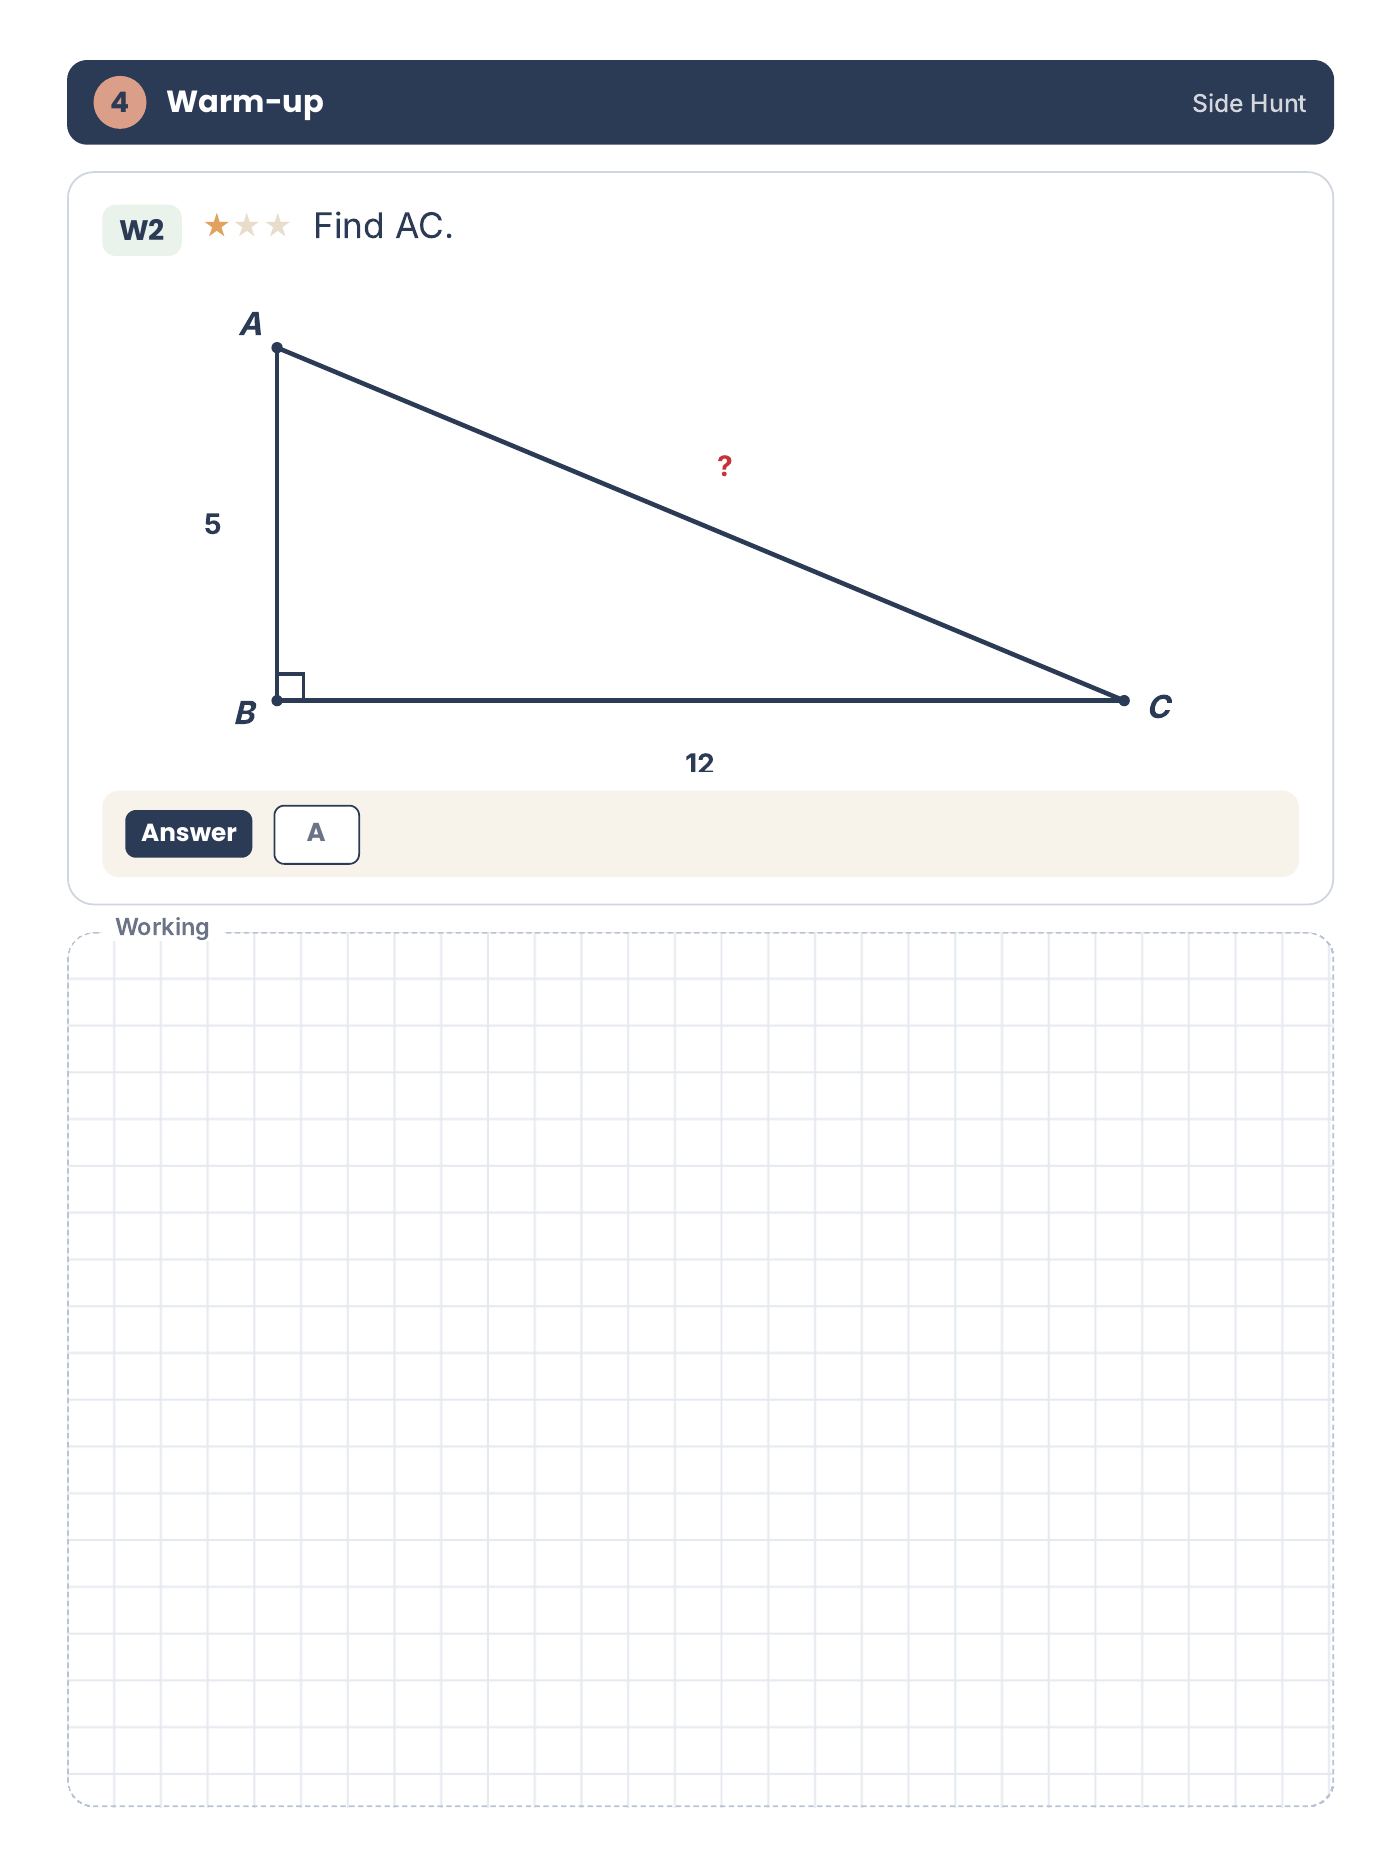 4 Warm-up Side Hunt
W2 ★★★ Find AC.
A
?
5
B
C
12
Answer A
Working